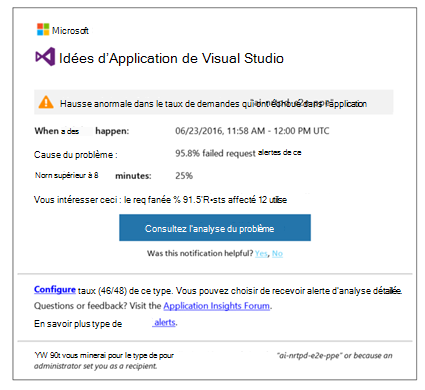 Microsoft
Idées d'Application de Visual Studio
Hausse anormale dans le taux de demandes qui ont échoué dans l'application
When a des happen: 06/23/2016, 11:58 AM - 12:00 PM UTC
Cause du problème : 95.8% failed request alertes de ce
Norn supérieur à 8 minutes: 25%
Vous intéresser ceci : le req fanée % 91.5'R•sts affecté 12 utilise
Consultez l'analyse du problème
Was this notification helpful? Yes, No
Configure taux (46/48) de ce type. Vous pouvez choisir de recevoir alerte d'analyse détaillée.
Questions or feedback? Visit the Application Insights Forum.
En savoir plus type de alerts.
YW 90t vous minerai pour le type de pour "ai-nrtpd-e2e-ppe" or because an
administrator set you as a recipient.